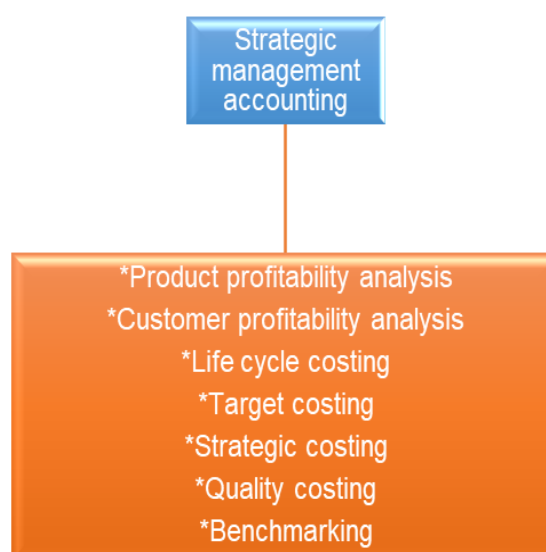 Strategic
management
accounting
*Product profitability analysis
*Customer profitability analysis
*Life cycle costing
*Target costing
*Strategic costing
*Quality costing
*Benchmarking